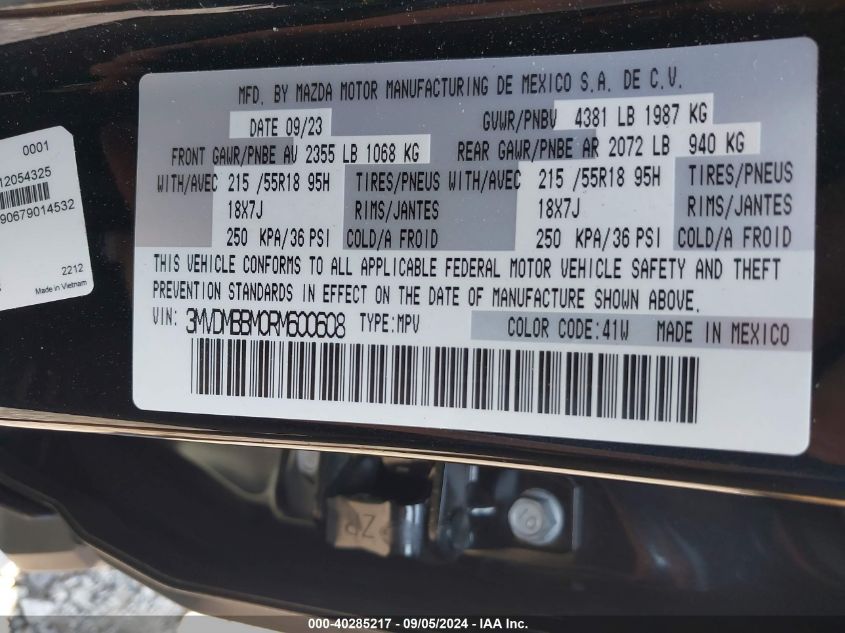 MFD. BY MAZDA MOTOR MANUFACTURING DE MEXICO S.A. DE C.V.
DATE 09/23 GVWR/PNBV 4381 LB 1987 KG
FRONT GAWR/PNBE AV 2355 LB 1068 KG REAR GAWR/PNBE AR 2072 LB 940 KG
WITH/AVEC 215 /55R18 95H TIRES/PNEUS WITH/AVEC 215 /55R18 95H TIRES/PNEUS
18X7J RIMS/JANTES 18X7J RIMS/JANTES
250 KPA/36 PSI COLD/A FROID 250 KPA/36 PSI COLD/A FROID
THIS VEHICLE CONFORMS TO ALL APPLICABLE FEDERAL MOTOR VEHICLE SAFETY AND THEFT
PREVENTION STANDARDS IN EFFECT ON THE DATE OF MANUFACTURE SHOWN ABOVE.
VIN: 3MVDMBBM0RM600608 TYPE:MPV COLOR CODE:41W MADE IN MEXICO
0001
12054325
90679014532
2212
Made in Vietnam
000-40285217 - 09/05/2024 - IAA Inc.